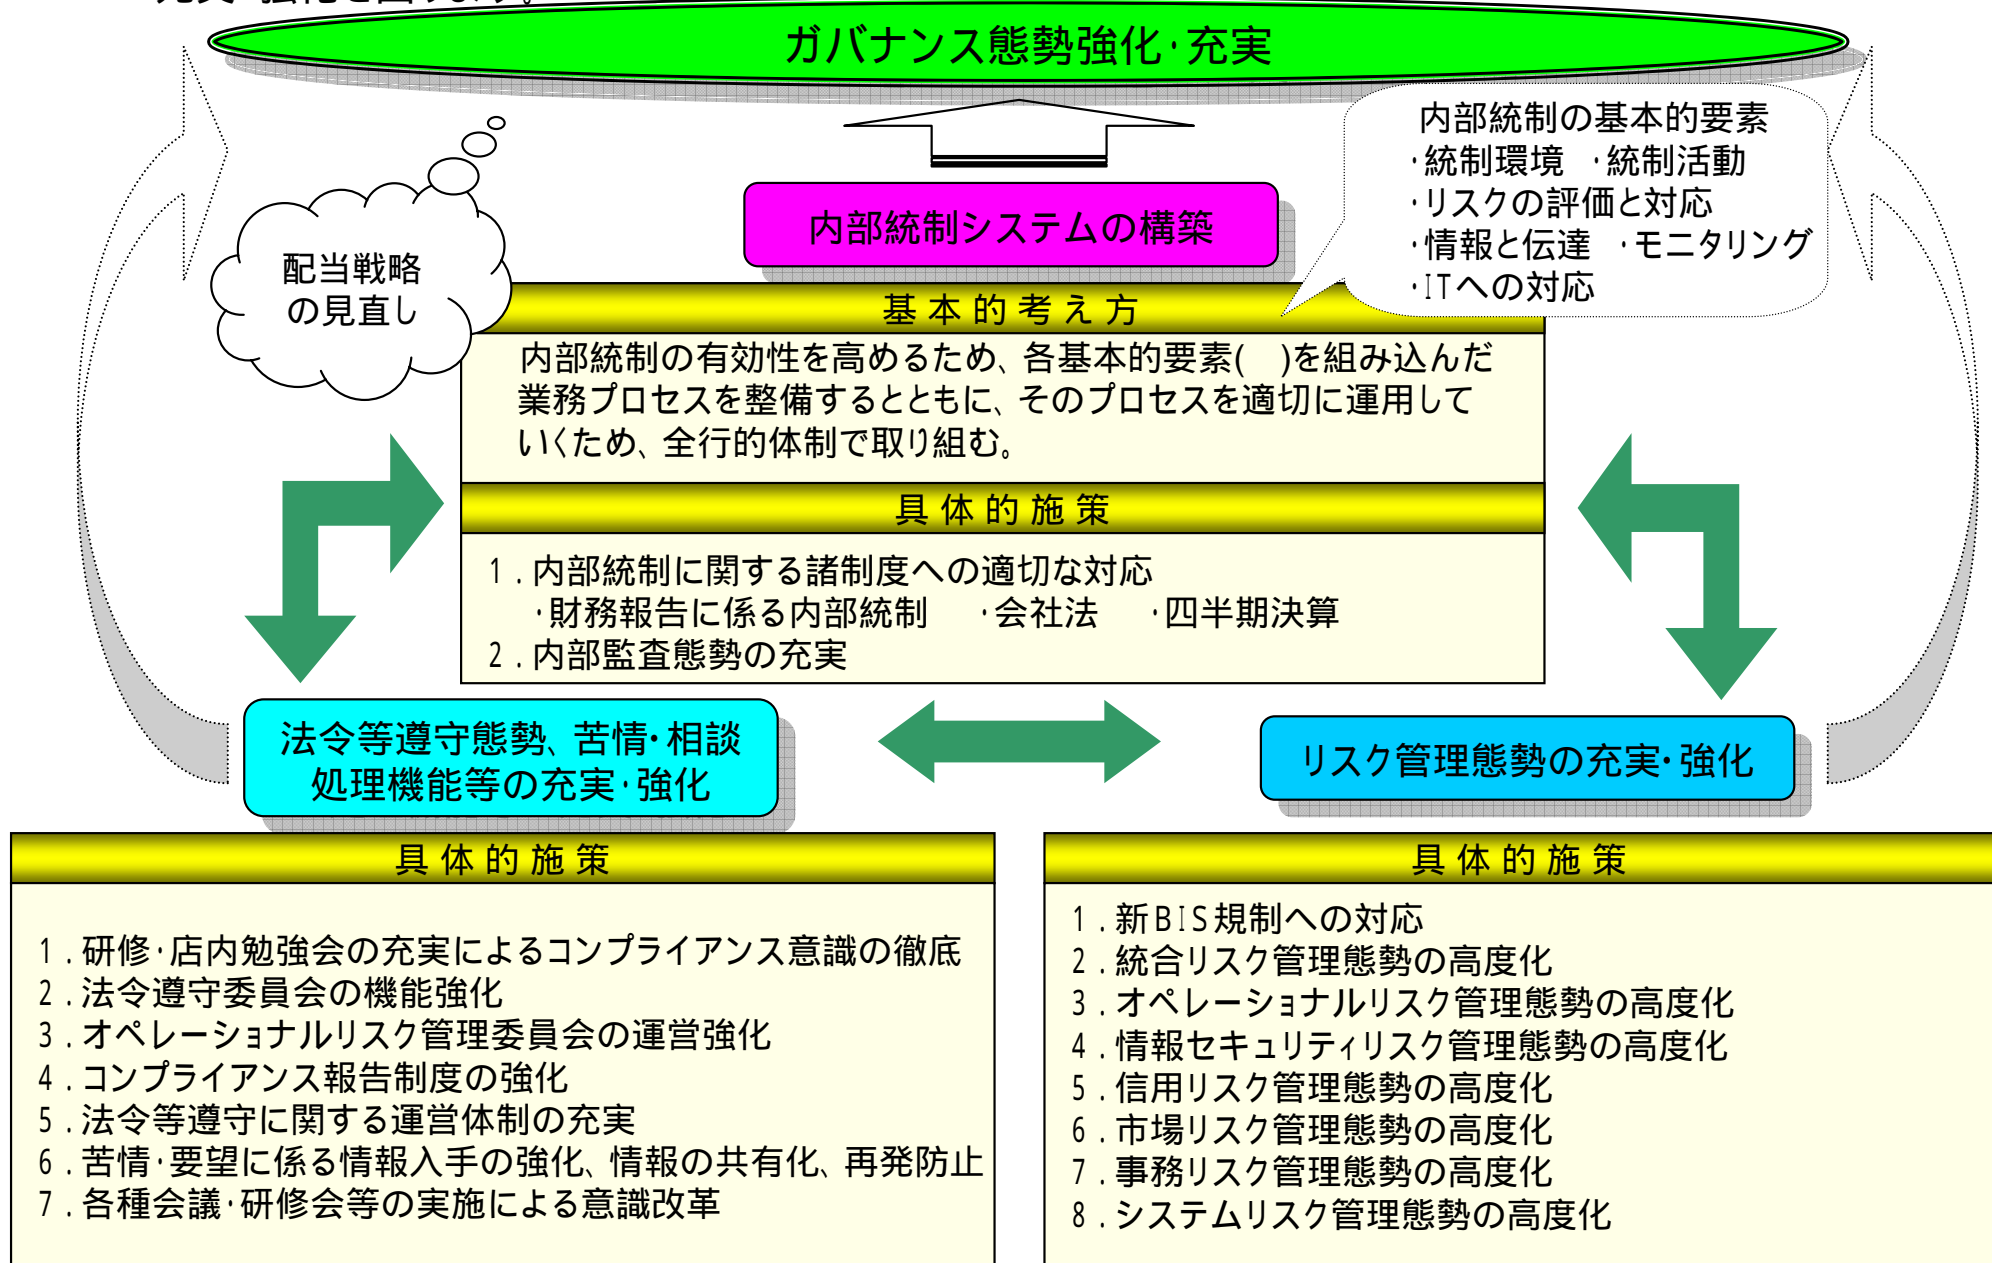 ガバナンス態勢強化・充実
内部統制の基本的要素
・統制環境 ・統制活動
・リスクの評価と対応
・情報と伝達 ・モニタリング
・ITへの対応
内部統制システムの構築
配当戦略
の見直し
基本的考え方
内部統制の有効性を高めるため、各基本的要素( )を組み込んだ
業務プロセスを整備するとともに、そのプロセスを適切に運用して
いくため、全行的体制で取り組む。
具体的施策
1.内部統制に関する諸制度への適切な対応
・財務報告に係る内部統制 ・会社法 ・四半期決算
2.内部監査態勢の充実
法令等遵守態勢、苦情・相談
処理機能等の充実・強化
リスク管理態勢の充実・強化
具体的施策
1.研修・店内勉強会の充実によるコンプライアンス意識の徹底
2.法令遵守委員会の機能強化
3.オペレーショナルリスク管理委員会の運営強化
4.コンプライアンス報告制度の強化
5.法令等遵守に関する運営体制の充実
6.苦情・要望に係る情報入手の強化、情報の共有化、再発防止
7.各種会議・研修会等の実施による意識改革
具体的施策
1.新BIS規制への対応
2.統合リスク管理態勢の高度化
3.オペレーショナルリスク管理態勢の高度化
4.情報セキュリティリスク管理態勢の高度化
5.信用リスク管理態勢の高度化
6.市場リスク管理態勢の高度化
7.事務リスク管理態勢の高度化
8.システムリスク管理態勢の高度化